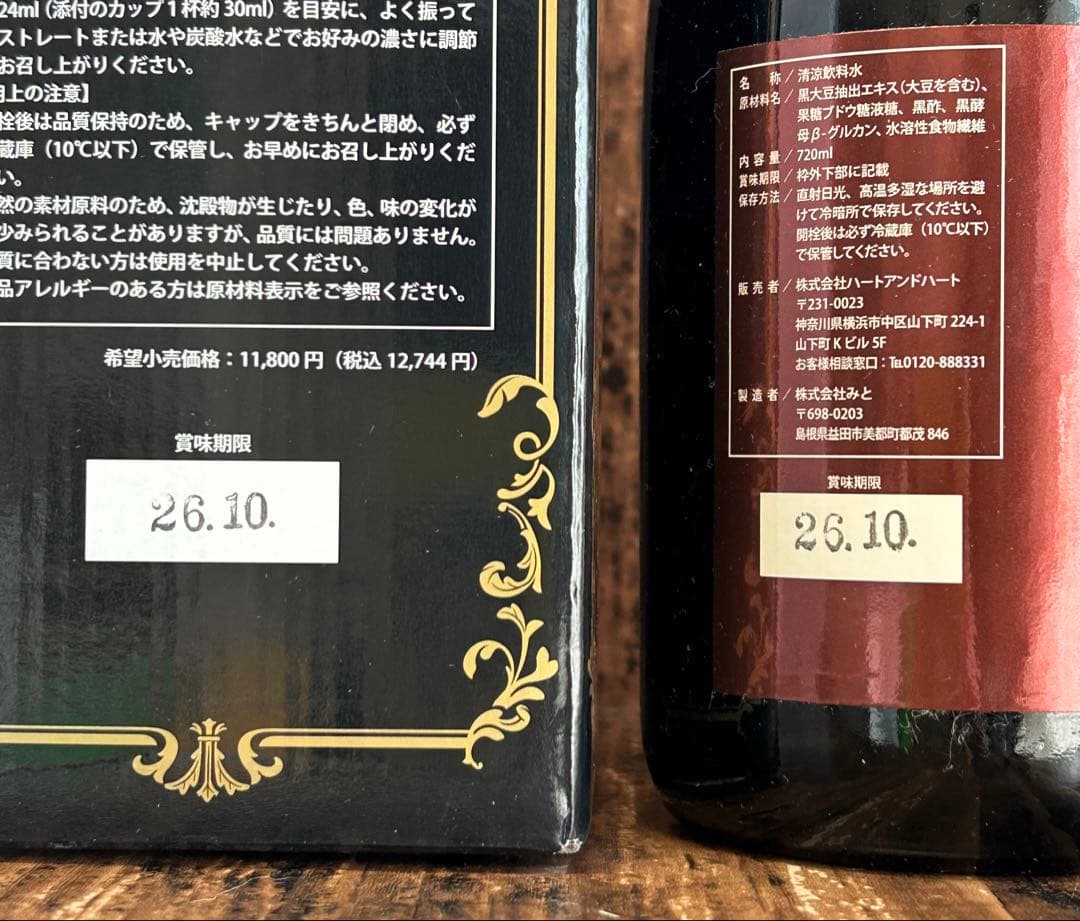 24ml（添付のカップ1杯約30ml）を目安に、よく振って
ストレートまたは水や炭酸水などでお好みの濃さに調節
お召し上がりください。
上の注意】
栓後は品質保持のため、キャップをきちんと閉め、必ず
蔵庫（10℃以下）で保管し、お早めにお召し上がりくだ
い。
然の素材原料のため、沈殿物が生じたり、色、味の変化が
少みられることがありますが、品質には問題ありません。
質に合わない方は使用を中止してください。
品アレルギーのある方は原材料表示をご参照ください。
希望小売価格：11,800円（税込12,744円）
賞味期限
26.10.
名称／清涼飲料水
原材料名／黒大豆抽出エキス（大豆を含む）、
果糖ブドウ糖液糖、黒酢、黒酵
母β-グルカン、水溶性食物繊維
内容量／720ml
賞味期限／枠外下部に記載
保存方法／直射日光、高温多湿な場所を避
けて冷暗所で保存してください。
開栓後は必ず冷蔵庫（10℃以下）
で保管してください。
販売者／株式会社ハートアンドハート
〒231-0023
神奈川県横浜市中区山下町224-1
山下町Kビル5F
お客様相談窓口：℡0120-888331
製造者／株式会社みと
〒698-0203
島根県益田市美都町都茂846
賞味期限
26.10.